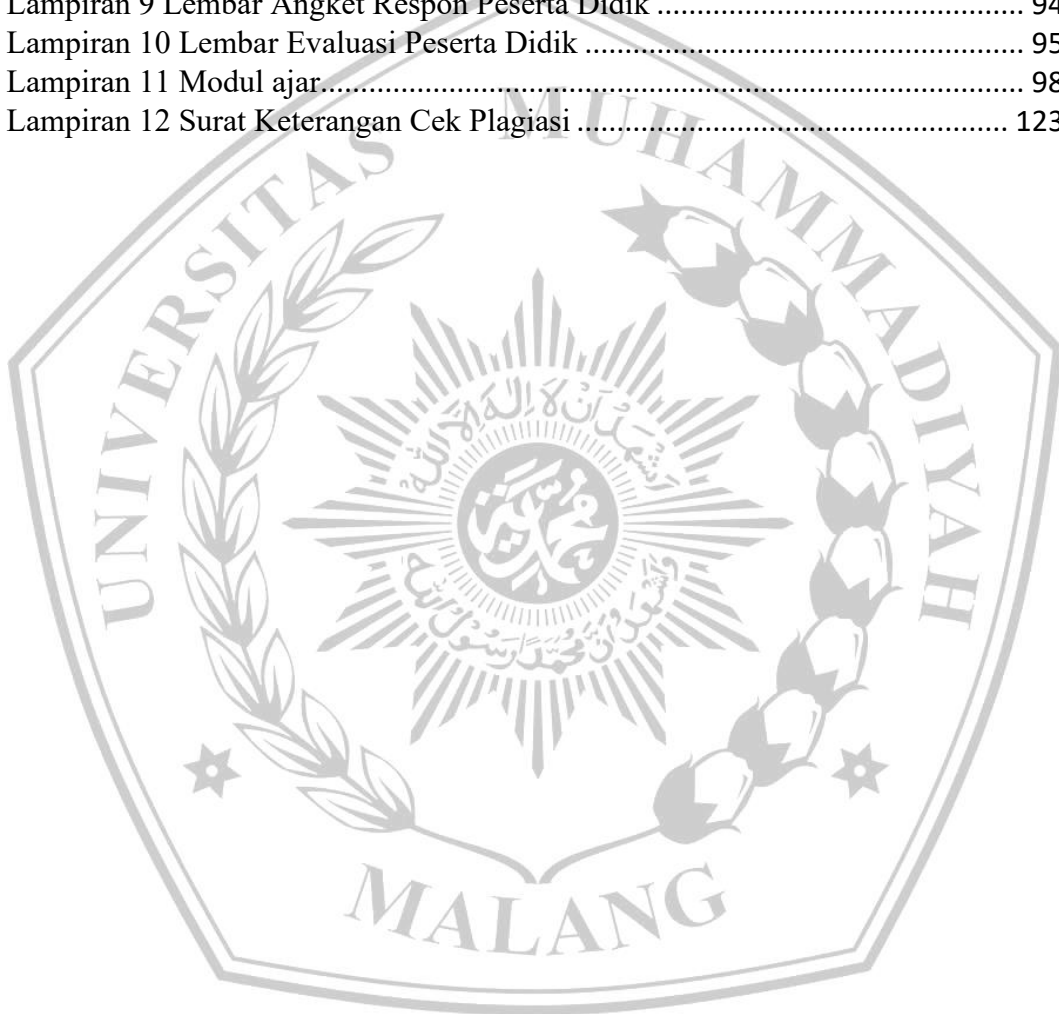 Lampiran 9 Lembar Angket Respon Peserta Didik ................................................ 94
Lampiran 10 Lembar Evaluasi Peserta Didik ......................................................... 95
Lampiran 11 Modul ajar........................................................................................... 98
Lampiran 12 Surat Keterangan Cek Plagiasi ........................................................ 123
UNIVERSITAS MUHAMMADIYAH
MALANG